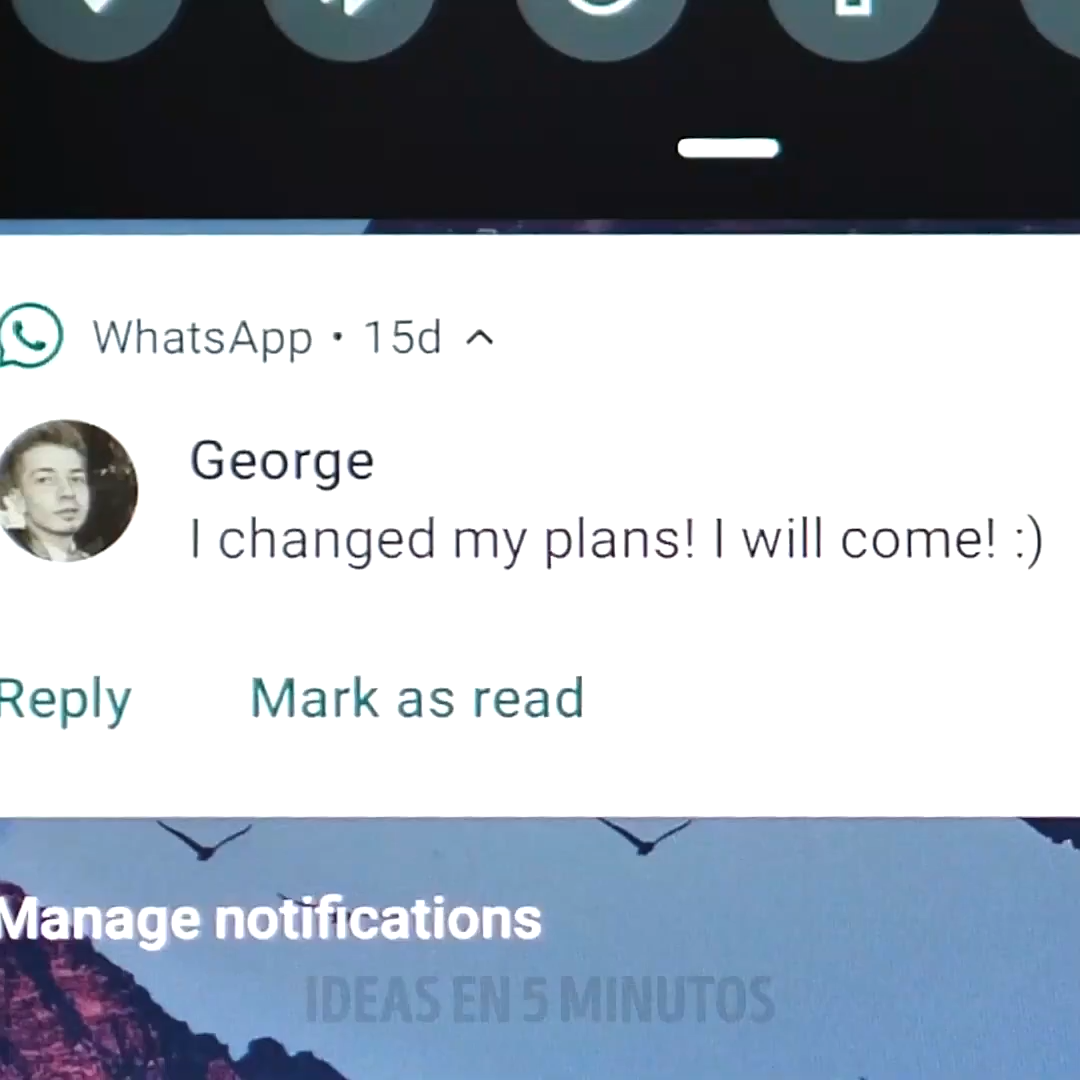 WhatsApp • 15d
George
I changed my plans! I will come! :)
Reply Mark as read
Manage notifications
IDEAS EN 5 MINUTOS